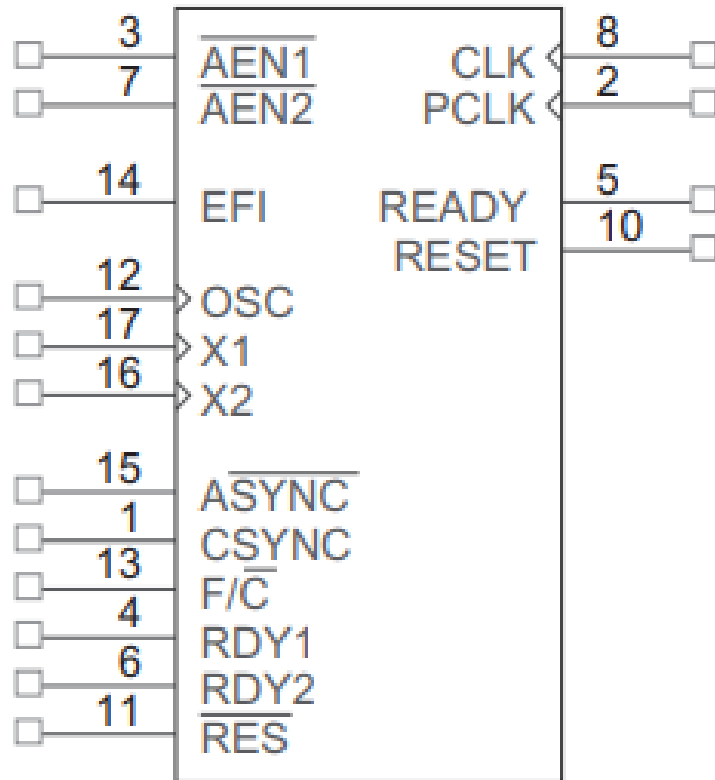 3 AEN1 CLK 8
7 AEN2 PCLK 2
14 EFI READY 5
RESET 10
12 OSC
17 X1
16 X2
15 ASYNC
1 CSYNC
13 F/C
4 RDY1
6 RDY2
11 RES